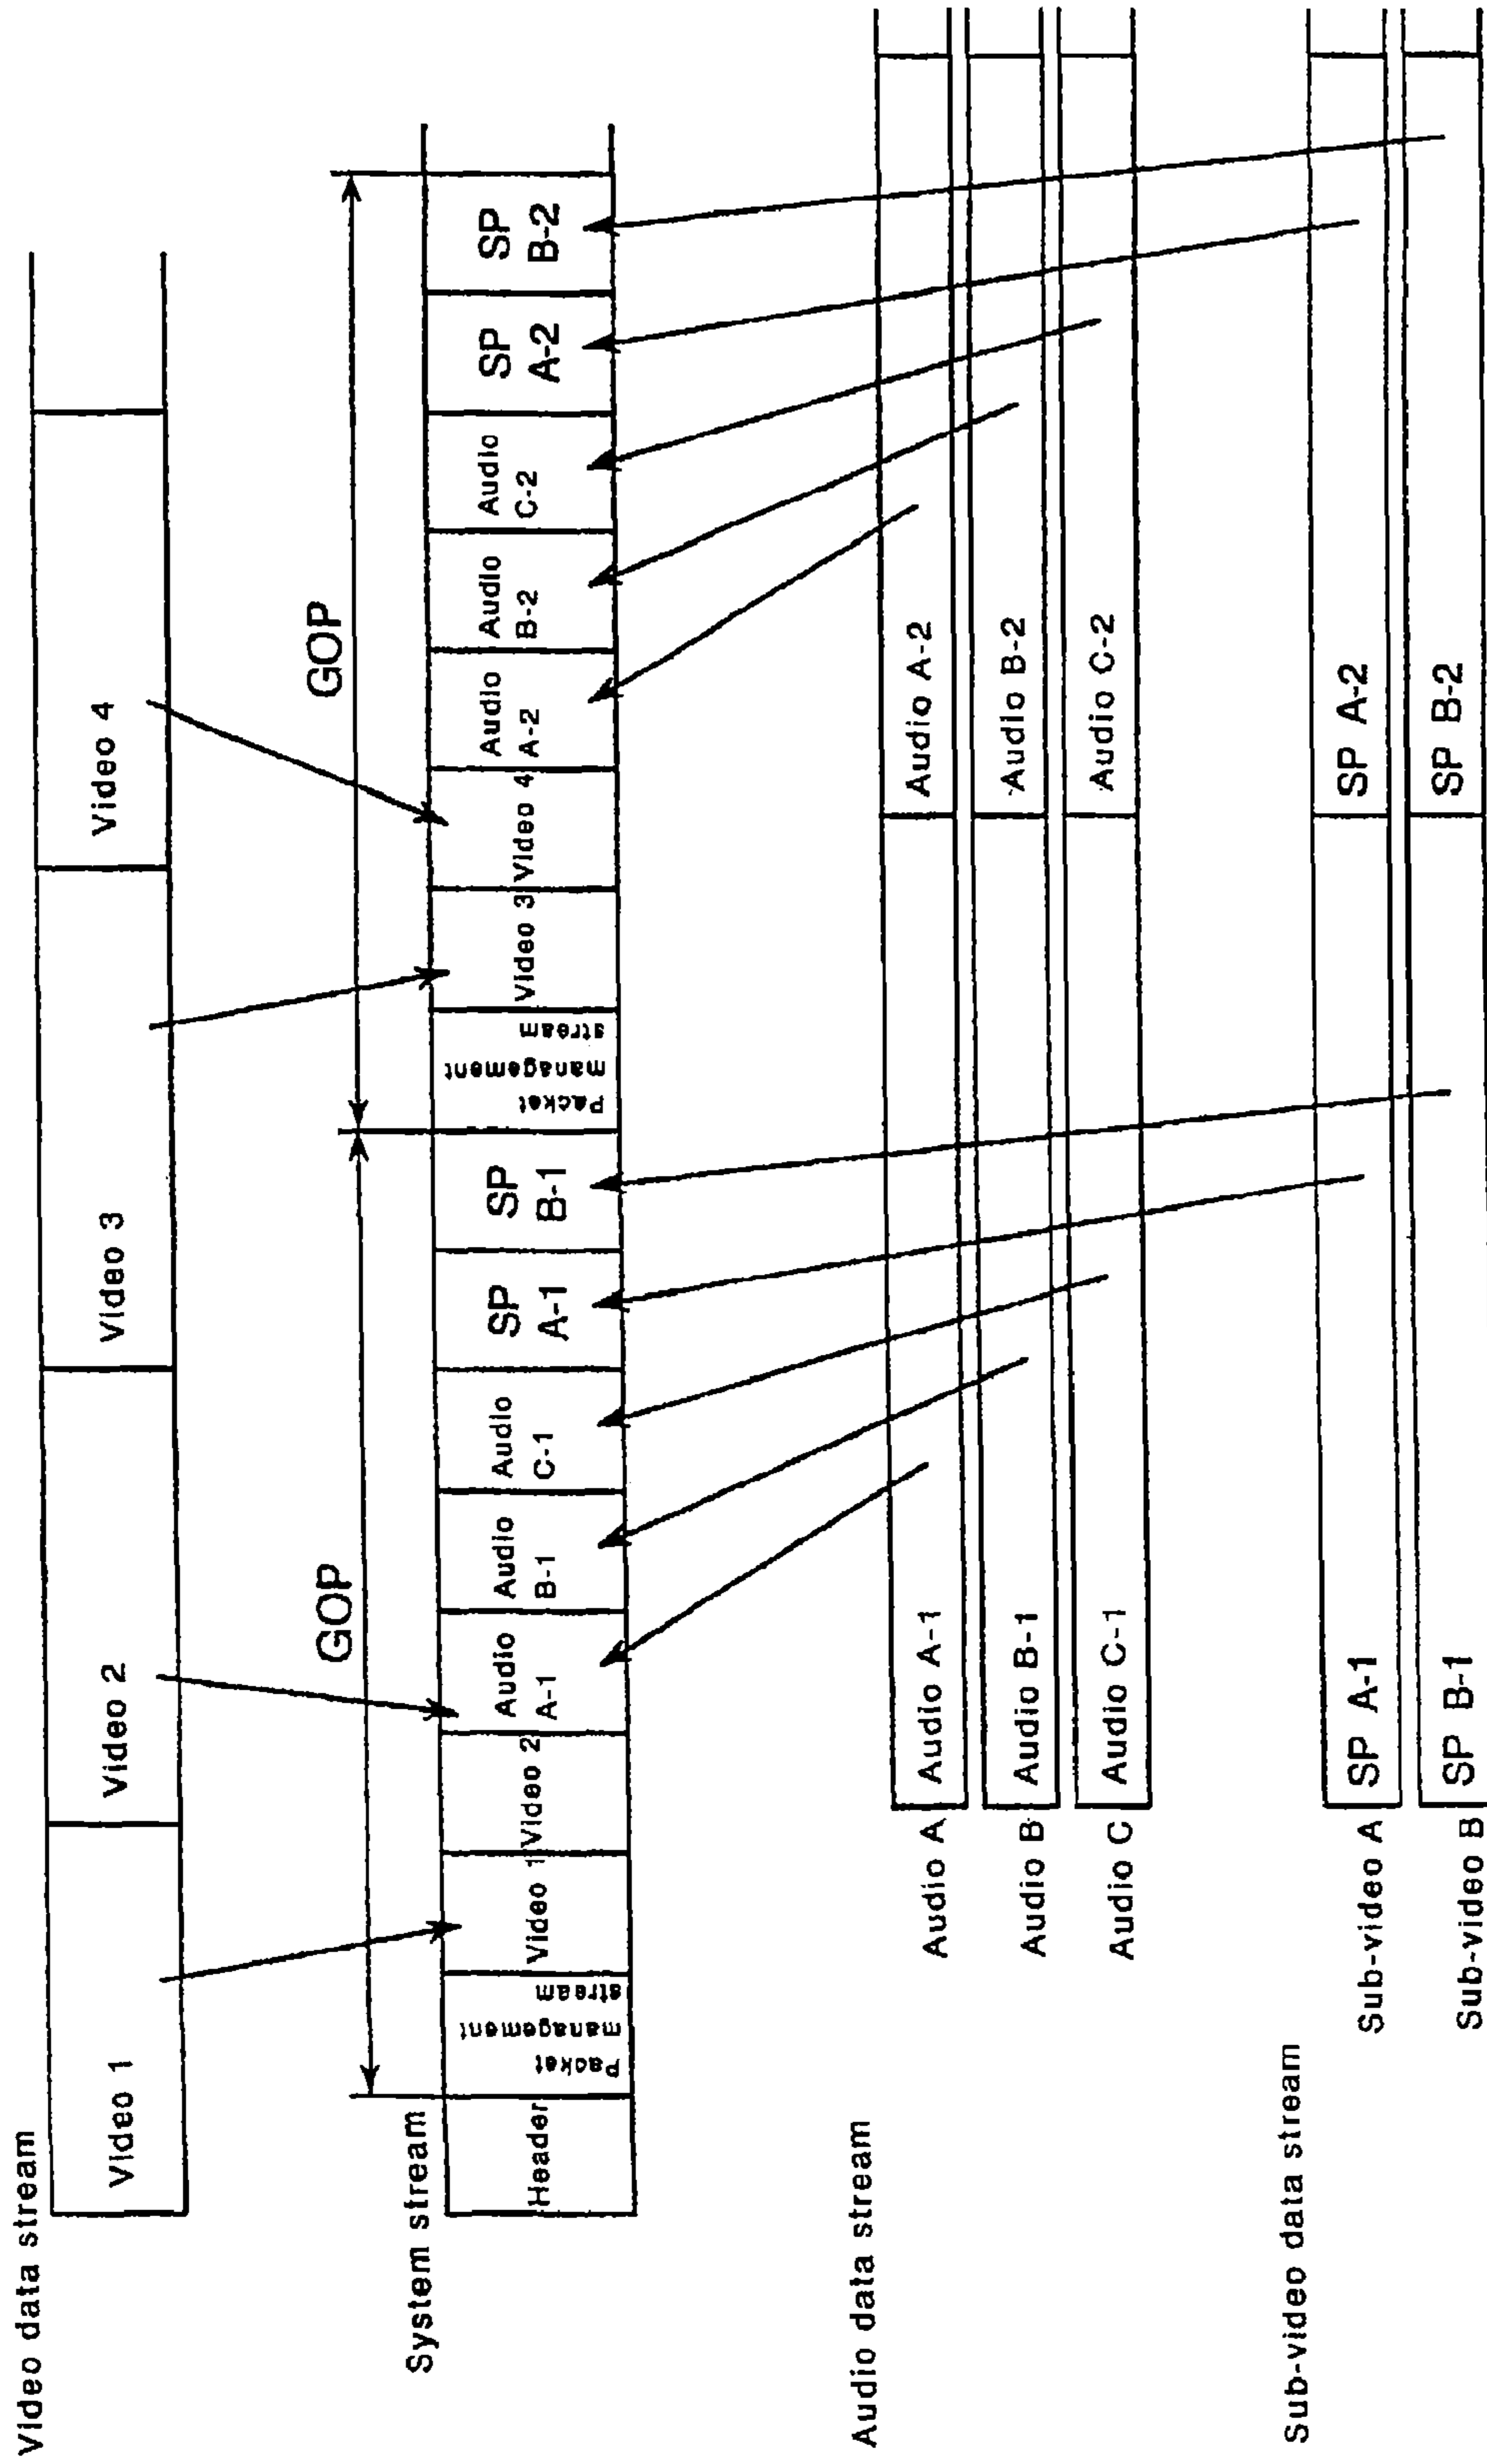 Video data stream
Video 1
Video 2
Video 3
Video 4
GOP
GOP
System stream
Header
Packet
management
stream
Video 1
Video 2
Audio
A-1
Audio
B-1
Audio
C-1
SP
A-1
SP
B-1
Packet
management
stream
Video 3
Video 4
Audio
A-2
Audio
B-2
Audio
C-2
SP
A-2
SP
B-2
Audio data stream
Audio A
Audio A-1
Audio A-2
Audio B
Audio B-1
Audio B-2
Audio C
Audio C-1
Audio C-2
Sub-video data stream
Sub-video A
SP A-1
SP A-2
Sub-video B
SP B-1
SP B-2